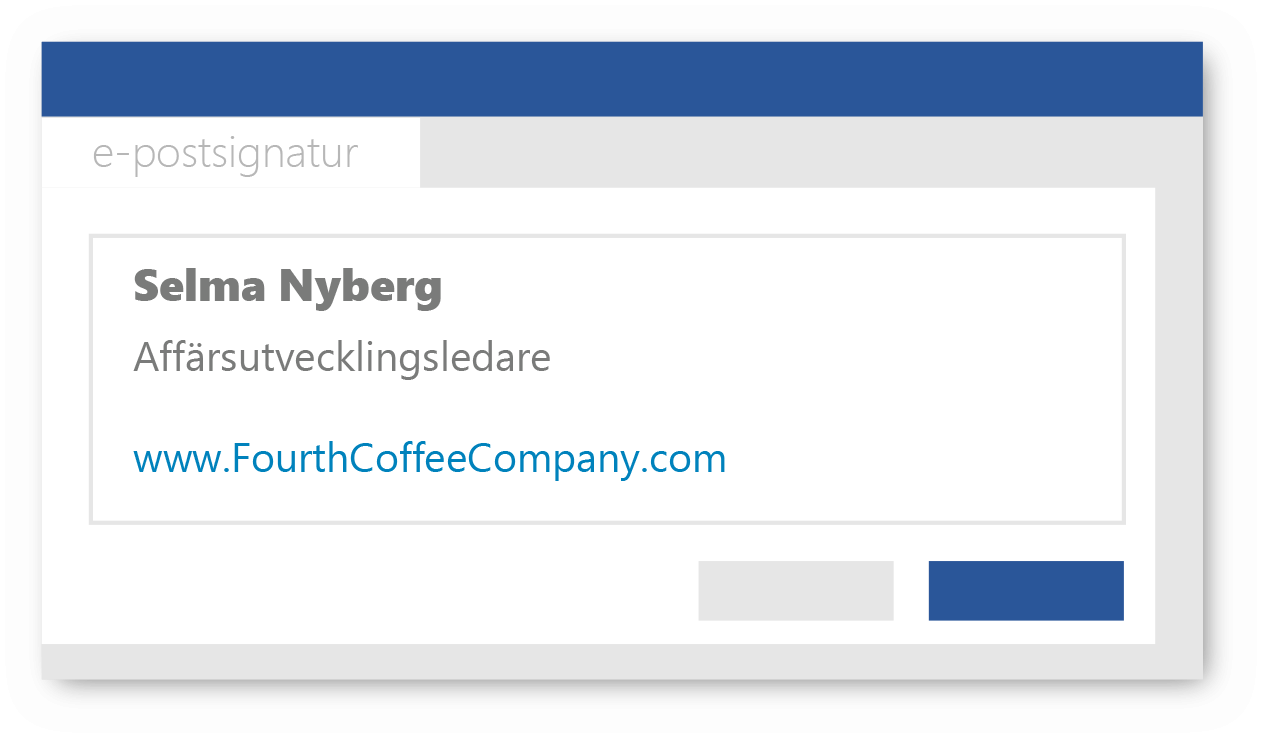 e-postsignatur
Selma Nyberg
Affärsutvecklingsledare
www.FourthCoffeeCompany.com